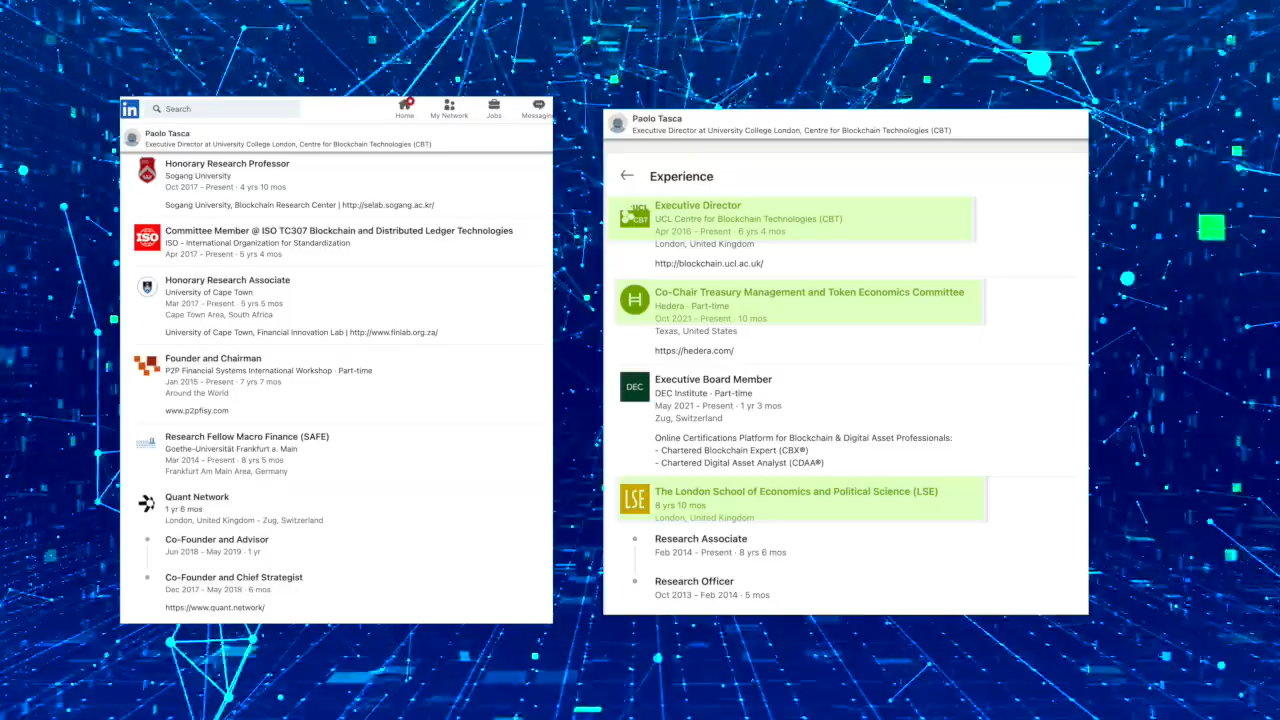 in
Search
Home
My Network
Jobs
Messaging
Paolo Tasca
Executive Director at University College London, Centre for Blockchain Technologies (CBT)
Honorary Research Professor
Sogang University
Oct 2017 - Present · 4 yrs 10 mos
Sogang University, Blockchain Research Center | http://selab.sogang.ac.kr/
ISO
Committee Member @ ISO TC307 Blockchain and Distributed Ledger Technologies
ISO - International Organization for Standardization
Apr 2017 - Present · 5 yrs 4 mos
Honorary Research Associate
University of Cape Town
Mar 2017 - Present · 5 yrs 5 mos
Cape Town Area, South Africa
University of Cape Town, Financial Innovation Lab | http://www.finlab.org.za/
Founder and Chairman
P2P Financial Systems International Workshop · Part-time
Jan 2015 - Present · 7 yrs 7 mos
Around the World
www.p2pfisy.com
Research Fellow Macro Finance (SAFE)
Goethe-Universität Frankfurt a. Main
Mar 2014 - Present · 8 yrs 5 mos
Frankfurt Am Main Area, Germany
Quant Network
1 yr 6 mos
London, United Kingdom - Zug, Switzerland
Co-Founder and Advisor
Jun 2018 - May 2019 · 1 yr
Co-Founder and Chief Strategist
Dec 2017 - May 2018 · 6 mos
https://www.quant.network/
Paolo Tasca
Executive Director at University College London, Centre for Blockchain Technologies (CBT)
Experience
UCL
CBT
Executive Director
UCL Centre for Blockchain Technologies (CBT)
Apr 2016 - Present · 6 yrs 4 mos
London, United Kingdom
http://blockchain.ucl.ac.uk/
Co-Chair Treasury Management and Token Economics Committee
Hedera · Part-time
Oct 2021 - Present · 10 mos
Texas, United States
https://hedera.com/
DEC
Executive Board Member
DEC Institute · Part-time
May 2021 - Present · 1 yr 3 mos
Zug, Switzerland
Online Certifications Platform for Blockchain & Digital Asset Professionals:
- Chartered Blockchain Expert (CBX®)
- Chartered Digital Asset Analyst (CDAA®)
LSE
The London School of Economics and Political Science (LSE)
8 yrs 10 mos
London, United Kingdom
Research Associate
Feb 2014 - Present · 8 yrs 6 mos
Research Officer
Oct 2013 - Feb 2014 · 5 mos